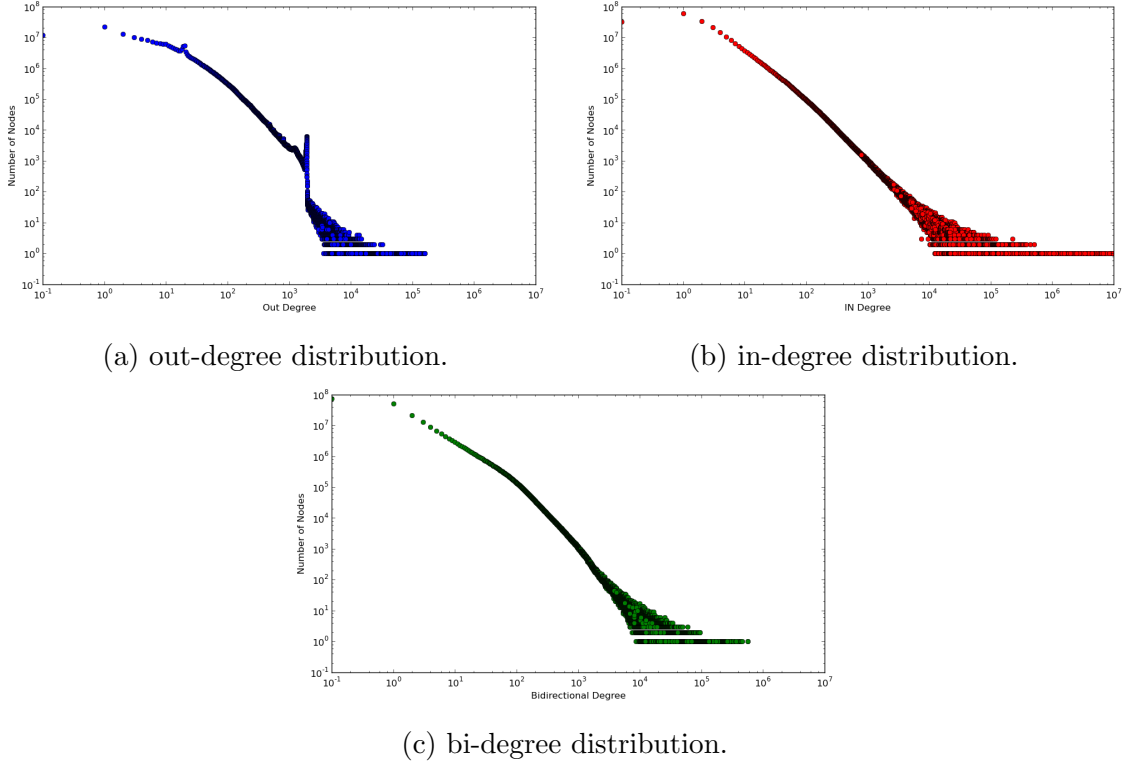 10^8
10^7
10^6
10^5
10^4
10^3
10^2
10^1
10^0
10^-1
Number of Nodes
10^-1 10^0 10^1 10^2 10^3 10^4 10^5 10^6 10^7
Out Degree
(a) out-degree distribution.
10^8
10^7
10^6
10^5
10^4
10^3
10^2
10^1
10^0
10^-1
Number of Nodes
10^-1 10^0 10^1 10^2 10^3 10^4 10^5 10^6 10^7
IN Degree
(b) in-degree distribution.
10^8
10^7
10^6
10^5
10^4
10^3
10^2
10^1
10^0
10^-1
Number of Nodes
10^-1 10^0 10^1 10^2 10^3 10^4 10^5 10^6 10^7
Bidirectional Degree
(c) bi-degree distribution.